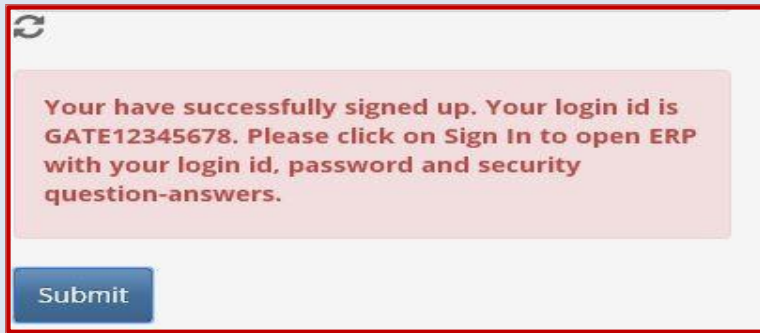 Your have successfully signed up. Your login id is
GATE12345678. Please click on Sign In to open ERP
with your login id, password and security
question-answers.
Submit